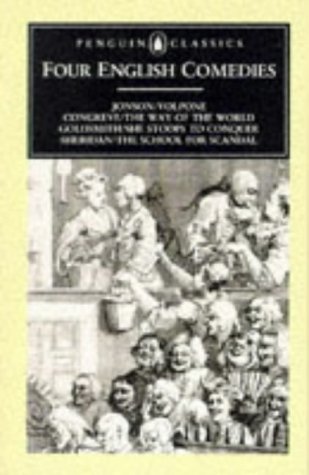 PENGUIN CLASSICS
FOUR ENGLISH COMEDIES
JONSON/VOLPONE
CONGREVE/THE WAY OF THE WORLD
GOLDSMITH/SHE STOOPS TO CONQUER
SHERIDAN/THE SCHOOL FOR SCANDAL